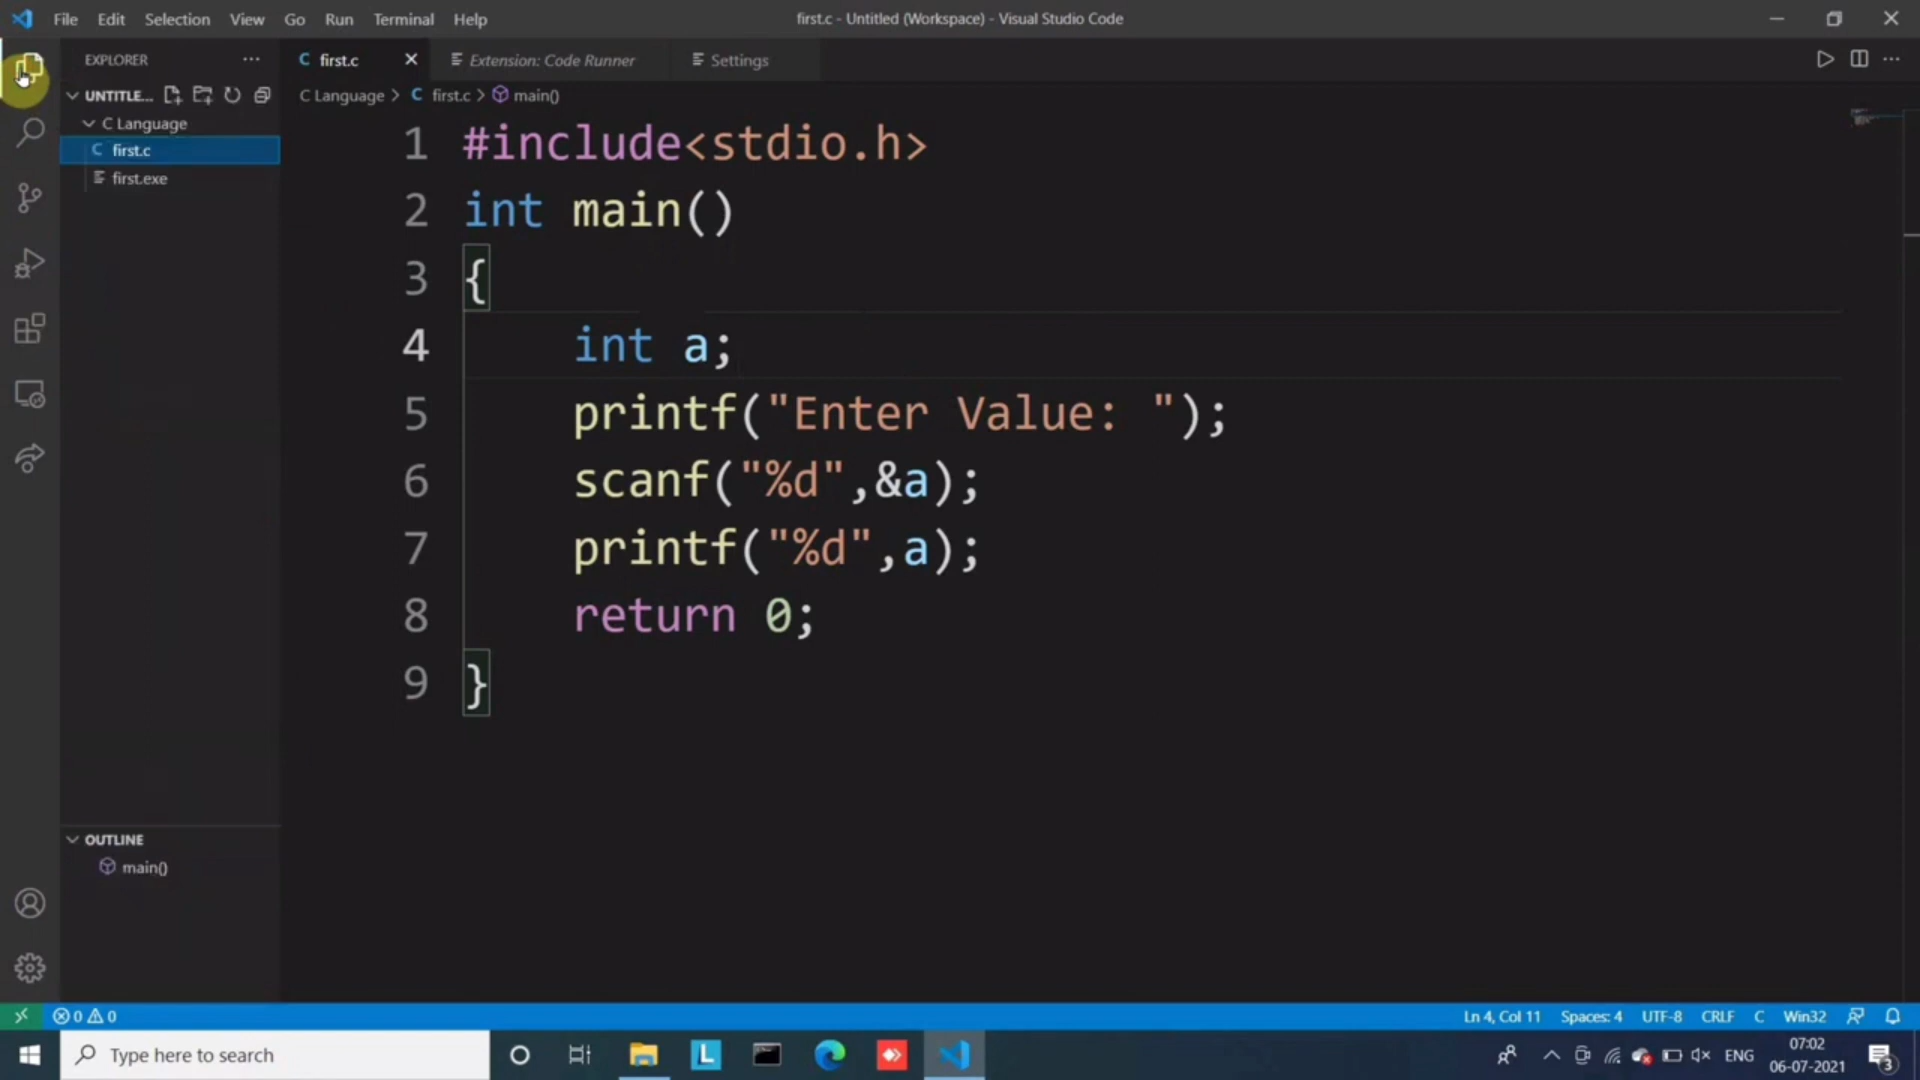 File Edit Selection View Go Run Terminal Help
first.c - Untitled (Workspace) - Visual Studio Code
EXPLORER
first.c
Extension: Code Runner
Settings
UNTITLE...
C Language > C first.c > main()
C Language
C first.c
first.exe
1 #include<stdio.h>
2 int main()
3 {
4 int a;
5 printf("Enter Value: ");
6 scanf("%d",&a);
7 printf("%d",a);
8 return 0;
9 }
OUTLINE
main()
0 0
Ln 4, Col 11 Spaces: 4 UTF-8 CRLF C Win32
Type here to search
L
ENG
07:02
06-07-2021
3